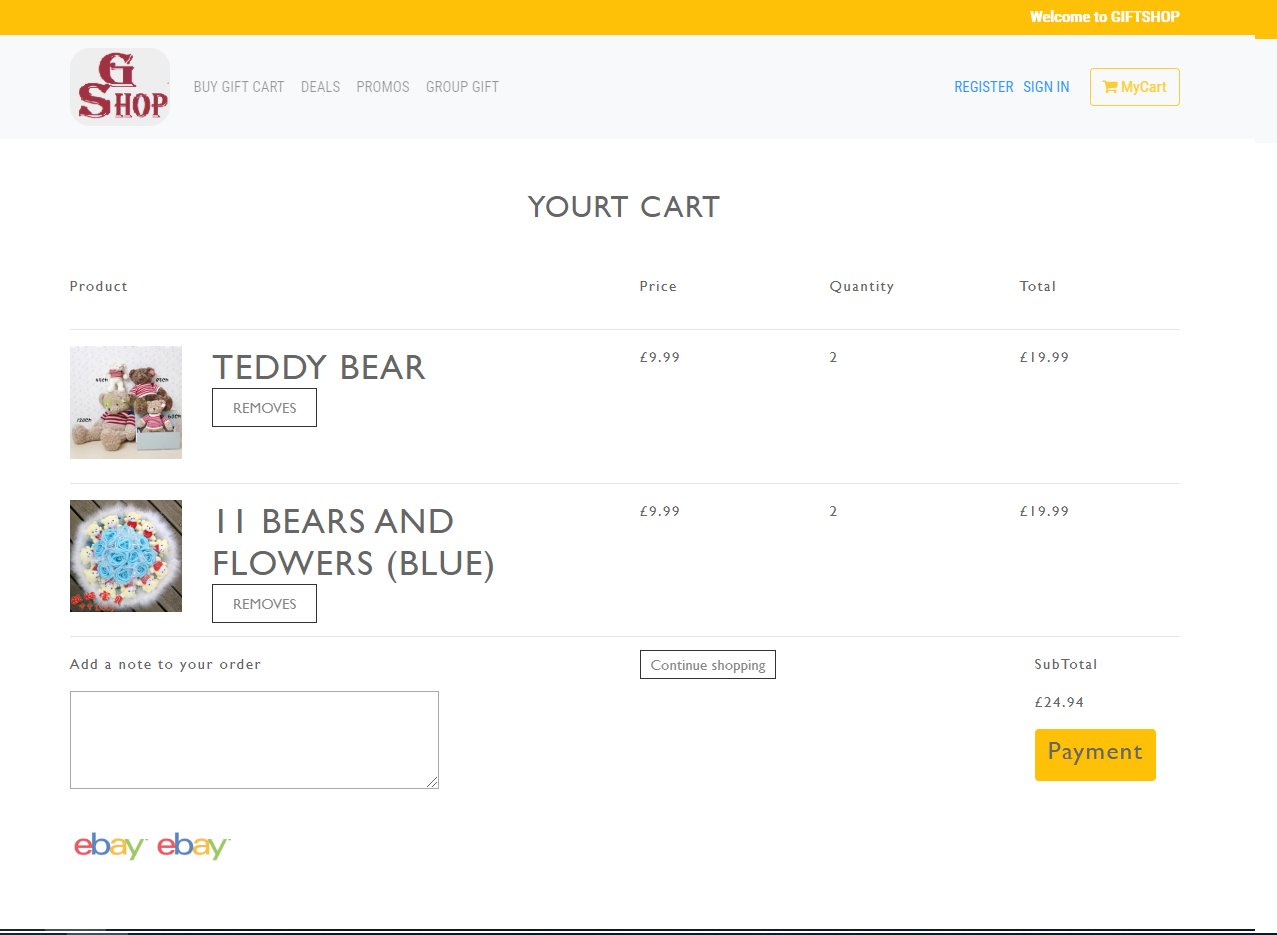 Welcome to GIFTSHOP
G
SHOP
BUY GIFT CART DEALS PROMOS GROUP GIFT
REGISTER SIGN IN MyCart
YOURT CART
Product Price Quantity Total
TEDDY BEAR £9.99 2 £19.99
REMOVES
11 BEARS AND £9.99 2 £19.99
FLOWERS (BLUE)
REMOVES
Add a note to your order Continue shopping SubTotal
£24.94
Payment
ebay ebay